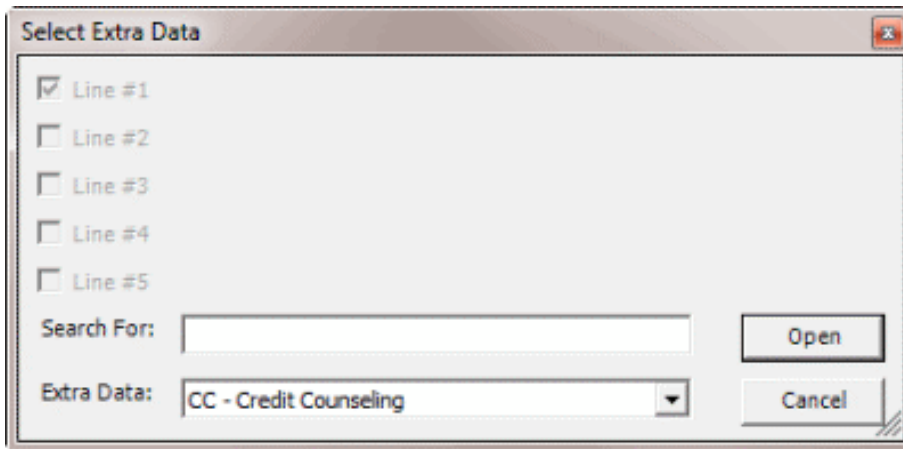 Select Extra Data
Line #1
Line #2
Line #3
Line #4
Line #5
Search For:
Open
Extra Data:
CC - Credit Counseling
Cancel